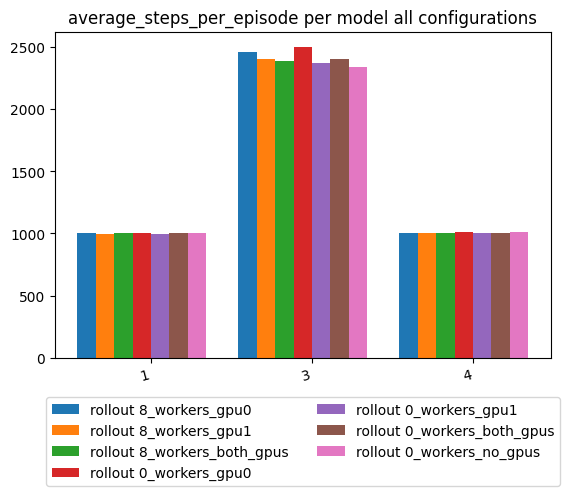 average_steps_per_episode per model all configurations
2500
2000
1500
1000
500
0
1
3
4
rollout 8_workers_gpu0
rollout 8_workers_gpu1
rollout 8_workers_both_gpus
rollout 0_workers_gpu0
rollout 0_workers_gpu1
rollout 0_workers_both_gpus
rollout 0_workers_no_gpus